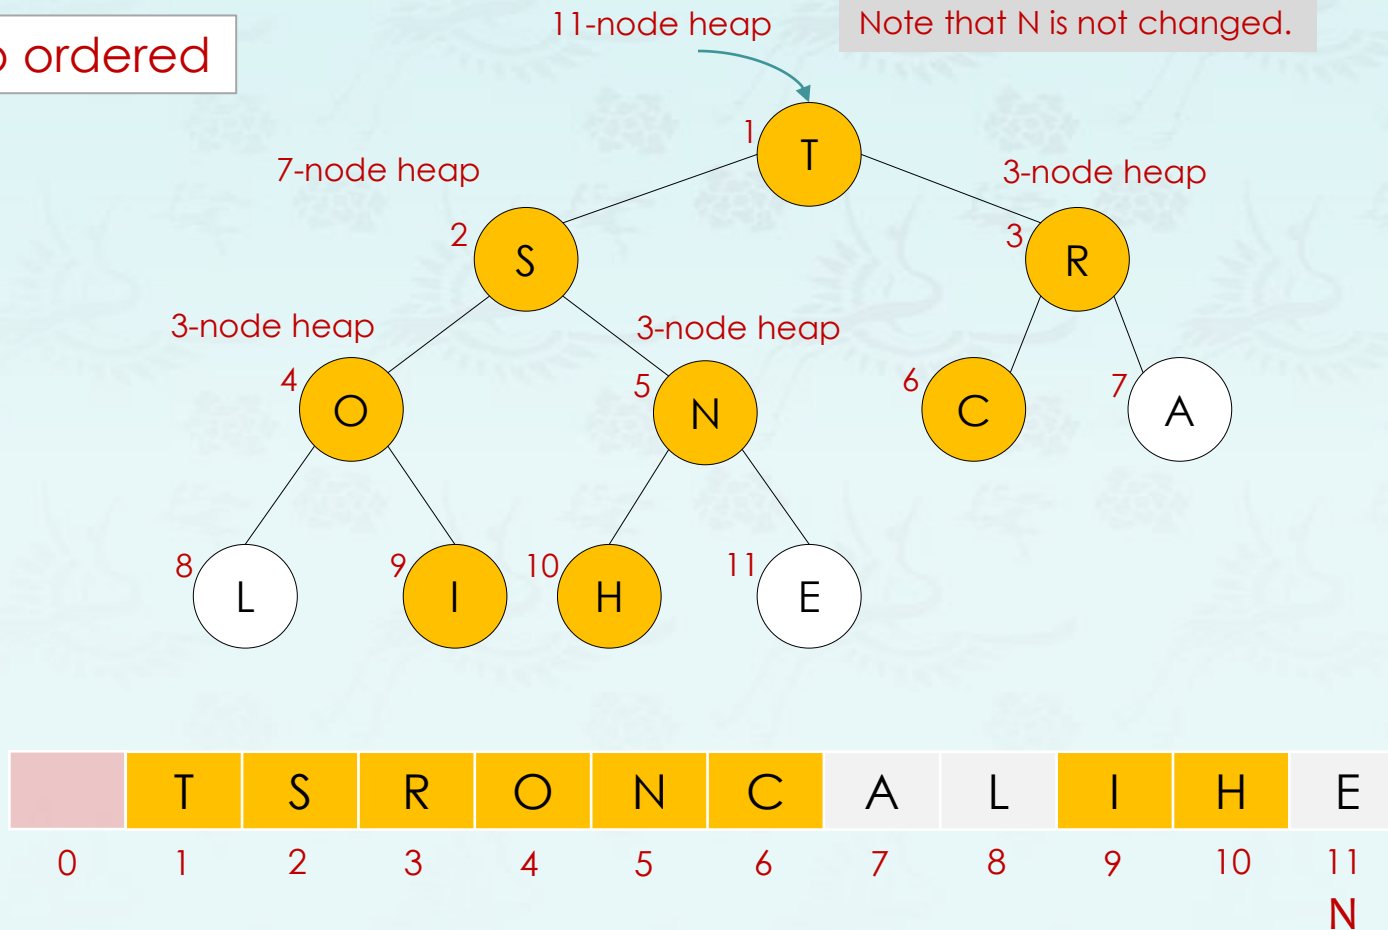 11-node heap
Note that N is not changed.
ordered
1
T
7-node heap
3-node heap
2
S
3
R
3-node heap
3-node heap
4
O
5
N
6
C
7
A
8
L
9
I
10
H
11
E
T S R O N C A L I H E
0 1 2 3 4 5 6 7 8 9 10 11
N